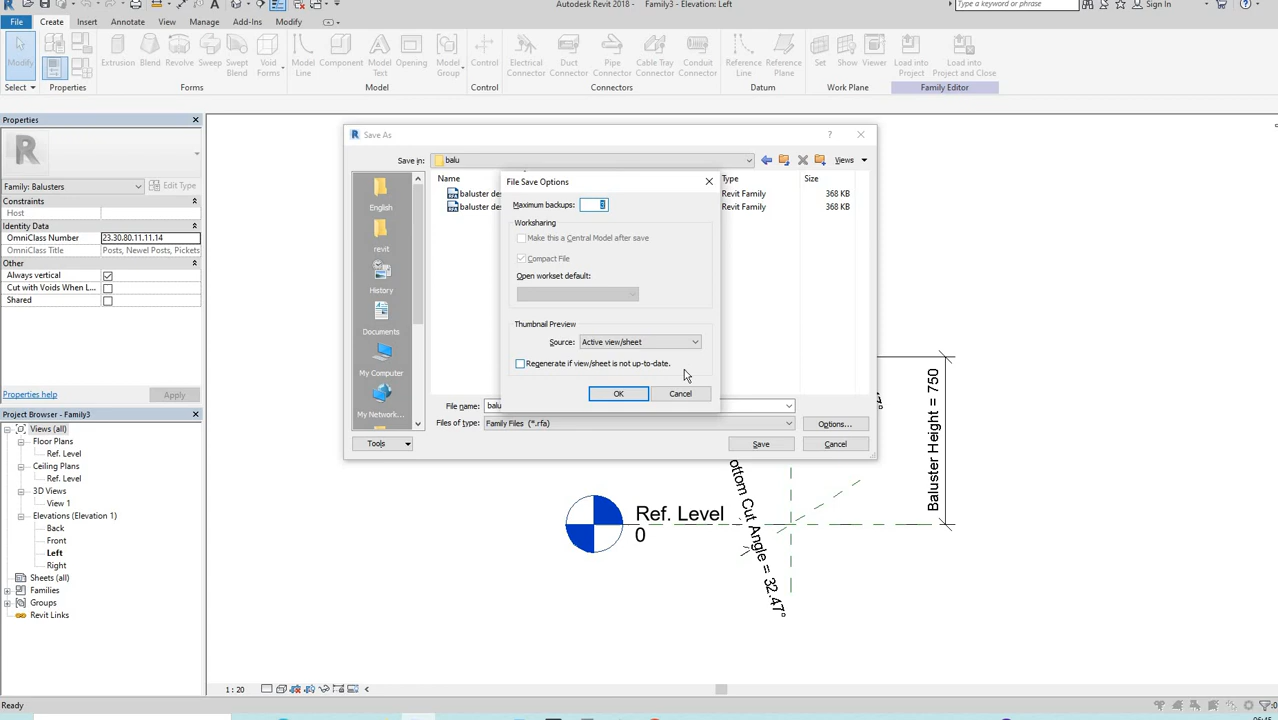 Autodesk Revit 2018 - Family3 - Elevation: Left
Type a keyword or phrase
Sign In
File Create Insert Annotate View Manage Add-Ins Modify
Modify
Extrusion Blend Revolve Sweep Swept Blend Void Forms
Model Line Component Model Text Opening Model Group
Control
Electrical Connector Duct Connector Pipe Connector Cable Tray Connector Conduit Connector
Reference Line Reference Plane
Set Show Viewer
Load into Project Load into Project and Close
Select Properties Forms Model Control Connectors Datum Work Plane Family Editor
Properties
Family: Balusters
Edit Type
Constraints
Host
Identity Data
OmniClass Number 23.30.80.11.11.14
OmniClass Title Posts, Newel Posts, Pickets
Other
Always vertical
Cut with Voids When L...
Shared
Properties help
Apply
Project Browser - Family3
Views (all)
Floor Plans
Ref. Level
Ceiling Plans
Ref. Level
3D Views
View 1
Elevations (Elevation 1)
Back
Front
Left
Right
Sheets (all)
Families
Groups
Revit Links
Save As
Save in: balu
Views
Name Type Size
baluster de Revit Family 368 KB
baluster de Revit Family 368 KB
English
revit
History
Documents
My Computer
My Network...
File name: balu
Files of type: Family Files (*.rfa)
Tools
Options...
Save
Cancel
File Save Options
Maximum backups:
Worksharing
Make this a Central Model after save
Compact File
Open workset default:
Thumbnail Preview
Source: Active view/sheet
Regenerate if view/sheet is not up-to-date.
OK
Cancel
Ref. Level
0
ottom Cut Angle = 32.47°
Baluster Height = 750
1 : 20
Ready